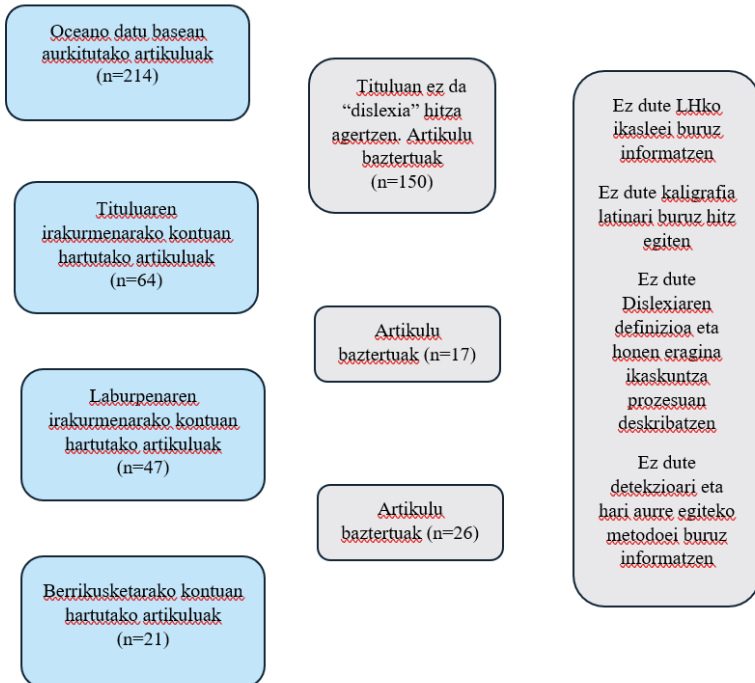 Oceano datu basean
aurkitutako artikuluak
(n=214)
Tituluaren
irakurmenarako kontuan
hartutako artikuluak
(n=64)
Laburpenaren
irakurmenarako kontuan
hartutako artikuluak
(n=47)
Berrikusketarako kontuan
hartutako artikuluak
(n=21)
Tituluan ez da
“dislexia” hitza
agertzen. Artikulu
baztertuak
(n=150)
Artikulu
baztertuak (n=17)
Artikulu
baztertuak (n=26)
Ez dute LHko
ikasleei buruz
informatzen
Ez dute kaligrafia
latinari buruz hitz
egiten
Ez dute
Dislexiaren
definizioa eta
honen eragina
ikaskuntza
prozesuan
deskribatzen
Ez dute
detekzioari eta
hari aurre egiteko
metodoei buruz
informatzen